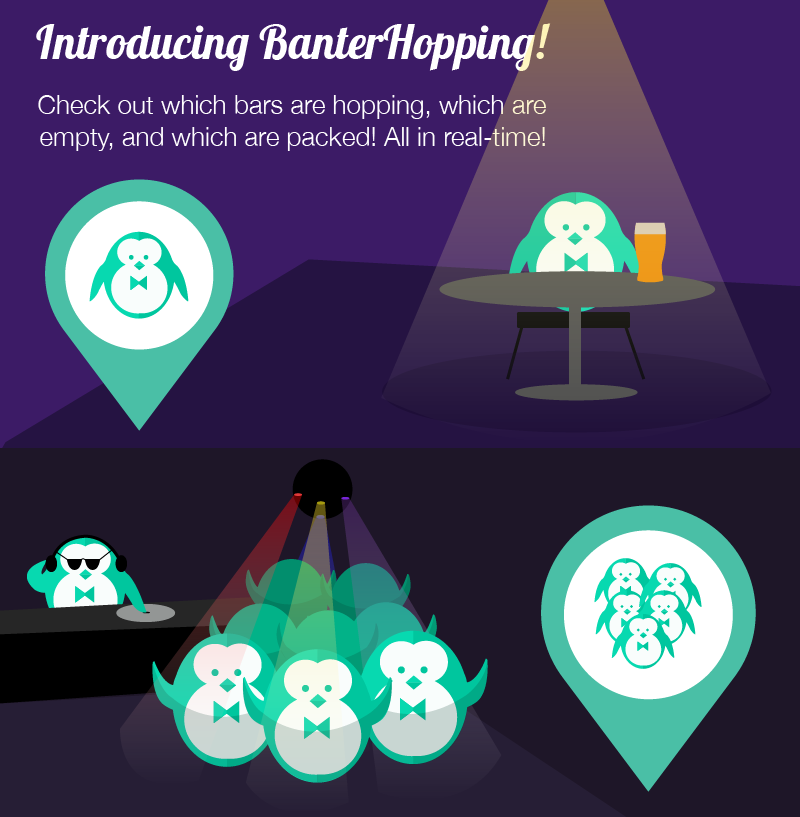 Introducing BanterHopping!
Check out which bars are hopping, which are
empty, and which are packed! All in real-time!